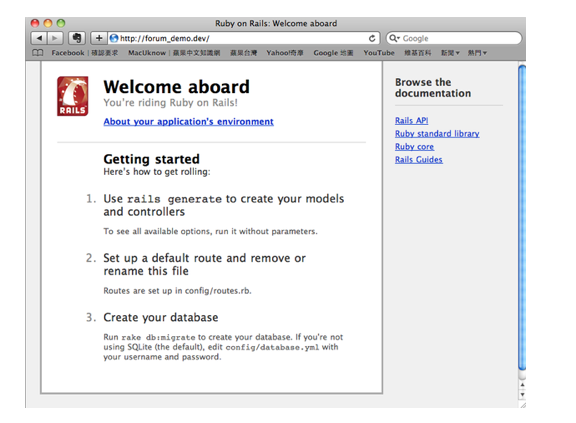 Ruby on Rails: Welcome aboard
http://forum_demo.dev/
Google
Facebook 確認要求 MacUknow 蘋果中文知識網 蘋果台灣 Yahoo!奇摩 Google 地圖 YouTube 維基百科 新聞 熱門
RAILS
Welcome aboard
You're riding Ruby on Rails!
About your application's environment
Getting started
Here's how to get rolling:
1. Use rails generate to create your models
and controllers
To see all available options, run it without parameters.
2. Set up a default route and remove or
rename this file
Routes are set up in config/routes.rb.
3. Create your database
Run rake db:migrate to create your database. If you're not
using SQLite (the default), edit config/database.yml with
your username and password.
Browse the
documentation
Rails API
Ruby standard library
Ruby core
Rails Guides